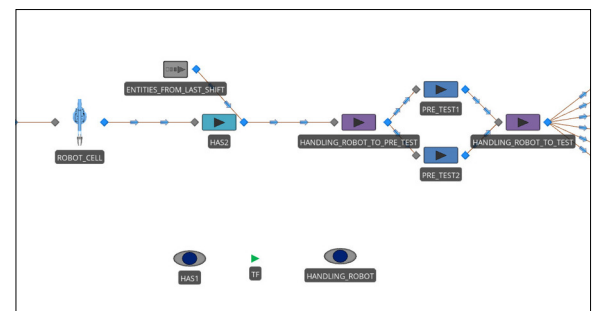 ENTITIES_FROM_LAST_SHIFT
PRE_TEST1
ROBOT_CELL
HAS2
HANDLING_ROBOT_TO_PRE_TEST
HANDLING_ROBOT_TO_TEST
PRE_TEST2
HAS1
TF
HANDLING_ROBOT